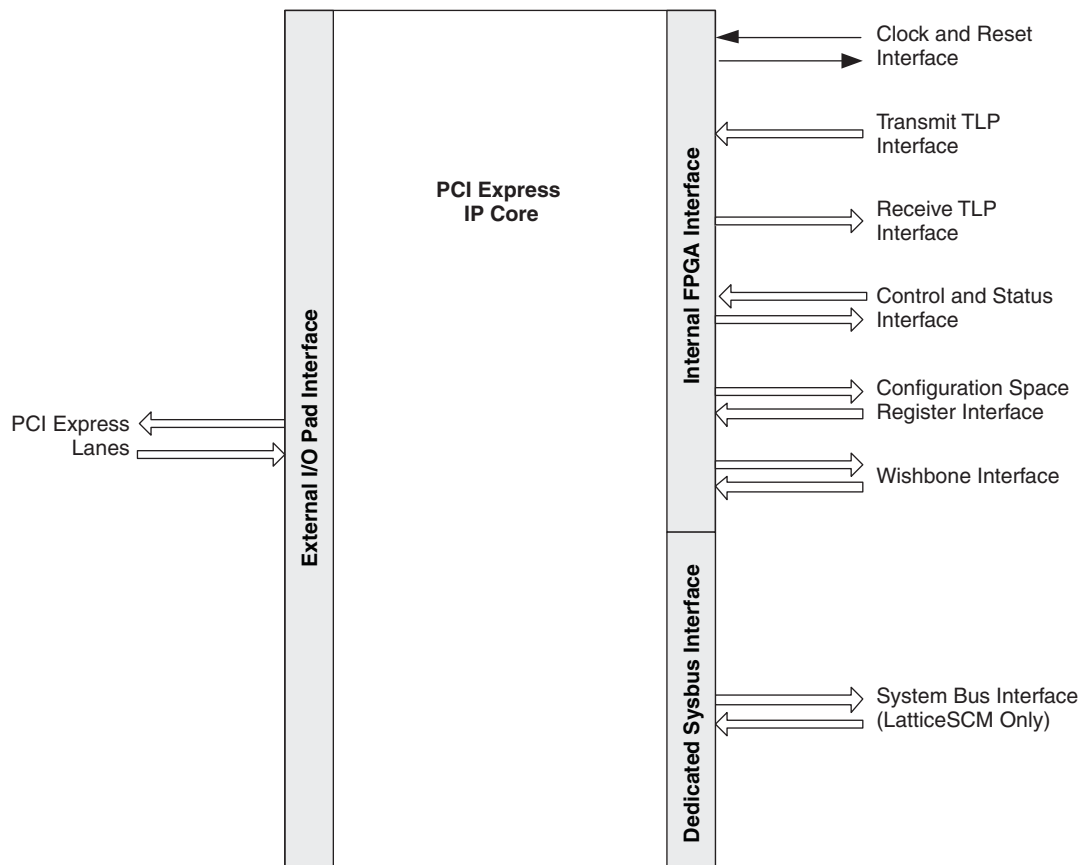 Clock and Reset
Interface
Transmit TLP
Interface
PCI Express
IP Core
Receive TLP
Interface
Control and Status
Interface
Configuration Space
Register Interface
Wishbone Interface
PCI Express
Lanes
External I/O Pad Interface
Internal FPGA Interface
Dedicated Sysbus Interface
System Bus Interface
(LatticeSCM Only)